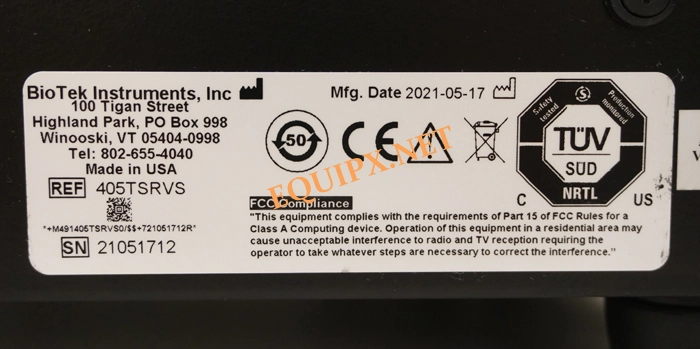 BioTek Instruments, Inc
100 Tigan Street
Highland Park, PO Box 998
Winooski, VT 05404-0998
Tel: 802-655-4040
Made in USA
REF 405TSRVS
"+M491405TSRVS0/$$+721051712R"
SN 21051712
Mfg. Date 2021-05-17
50
CE
Safety tested
Production monitored
TÜV
SÜD
NRTL
C US
EQUIPX.NET
FCC Compliance
"This equipment complies with the requirements of Part 15 of FCC Rules for a
Class A Computing device. Operation of this equipment in a residential area may
cause unacceptable interference to radio and TV reception requiring the
operator to take whatever steps are necessary to correct the interference."